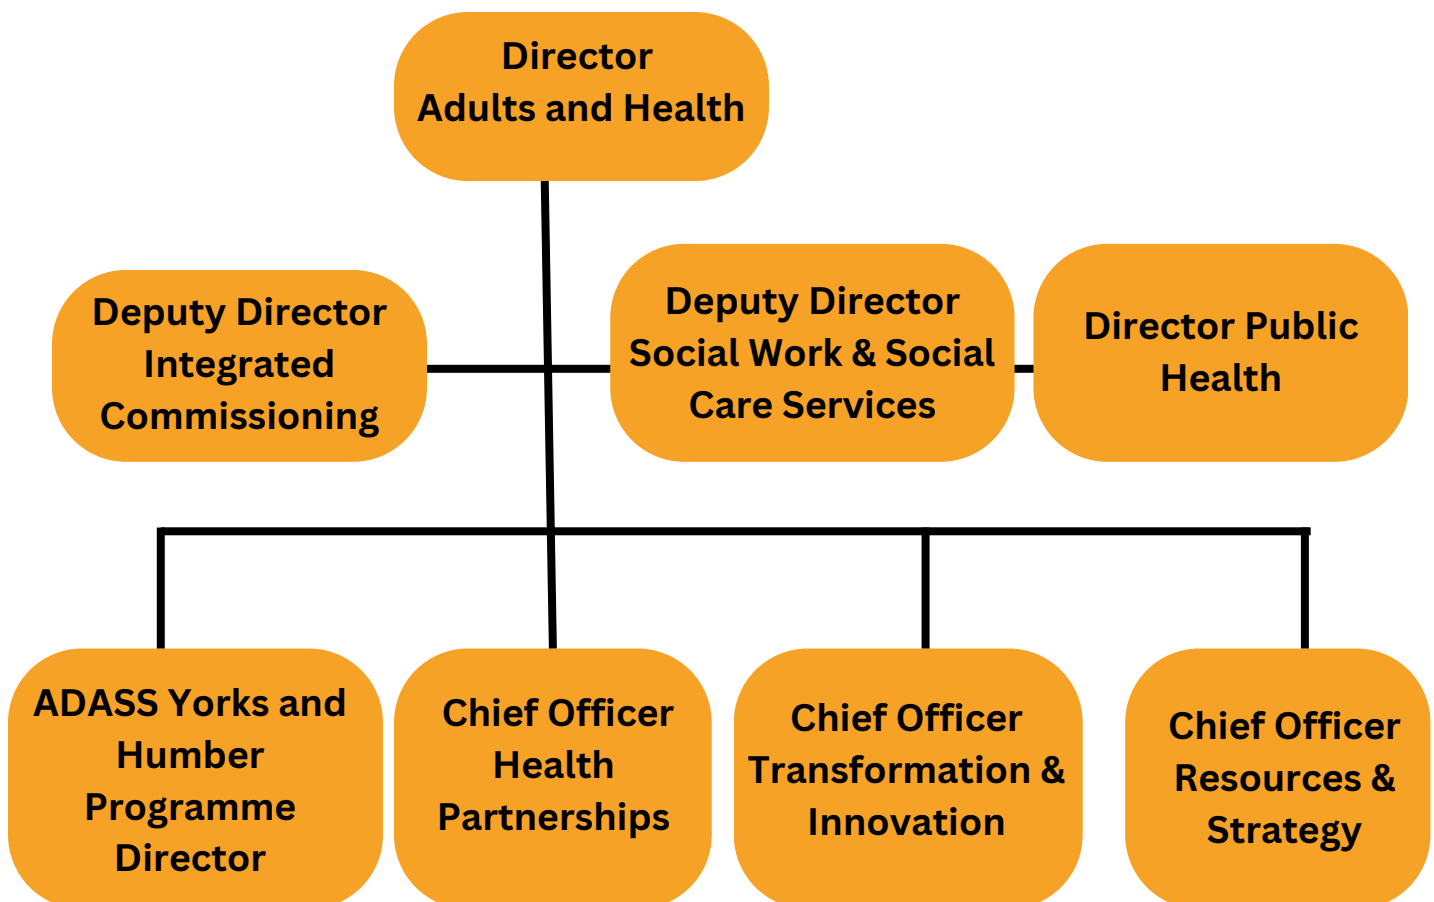 Director
Adults and Health
Deputy Director
Integrated
Commissioning
Deputy Director
Social Work & Social
Care Services
Director Public
Health
ADASS Yorks and
Humber
Programme
Director
Chief Officer
Health
Partnerships
Chief Officer
Transformation &
Innovation
Chief Officer
Resources &
Strategy